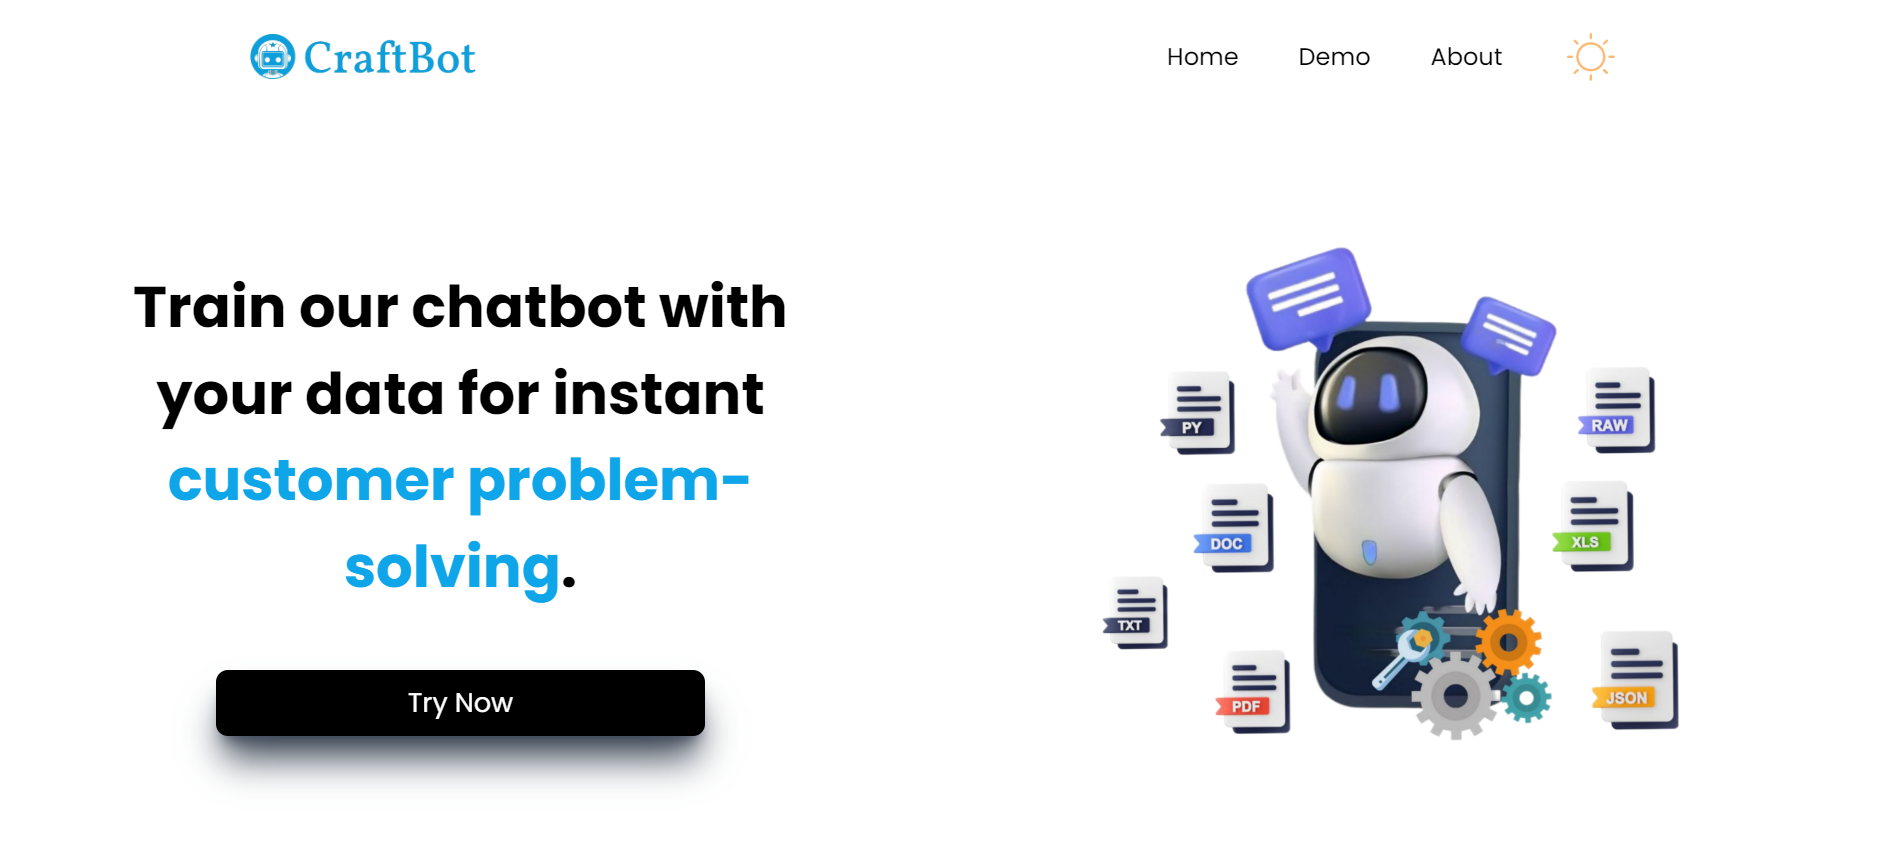 CraftBot
Home
Demo
About
Train our chatbot with
your data for instant
customer problem-
solving.
Try Now
PY
RAW
DOC
XLS
TXT
PDF
JSON